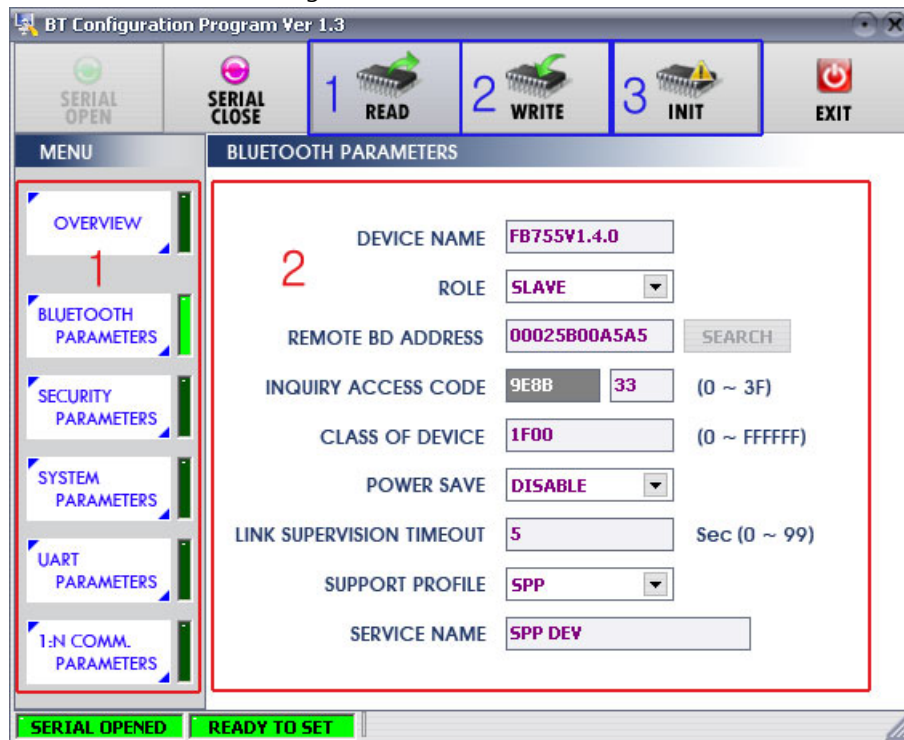 BT Configuration Program Ver 1.3
SERIAL OPEN
SERIAL CLOSE
1 READ
2 WRITE
3 INIT
EXIT
MENU
BLUETOOTH PARAMETERS
OVERVIEW
1
BLUETOOTH
PARAMETERS
SECURITY
PARAMETERS
SYSTEM
PARAMETERS
UART
PARAMETERS
1:N COMM.
PARAMETERS
2
DEVICE NAME FB755V1.4.0
ROLE SLAVE
REMOTE BD ADDRESS 00025B00A5A5 SEARCH
INQUIRY ACCESS CODE 9E8B 33 (0 ~ 3F)
CLASS OF DEVICE 1F00 (0 ~ FFFFFF)
POWER SAVE DISABLE
LINK SUPERVISION TIMEOUT 5 Sec (0 ~ 99)
SUPPORT PROFILE SPP
SERVICE NAME SPP DEV
SERIAL OPENED READY TO SET